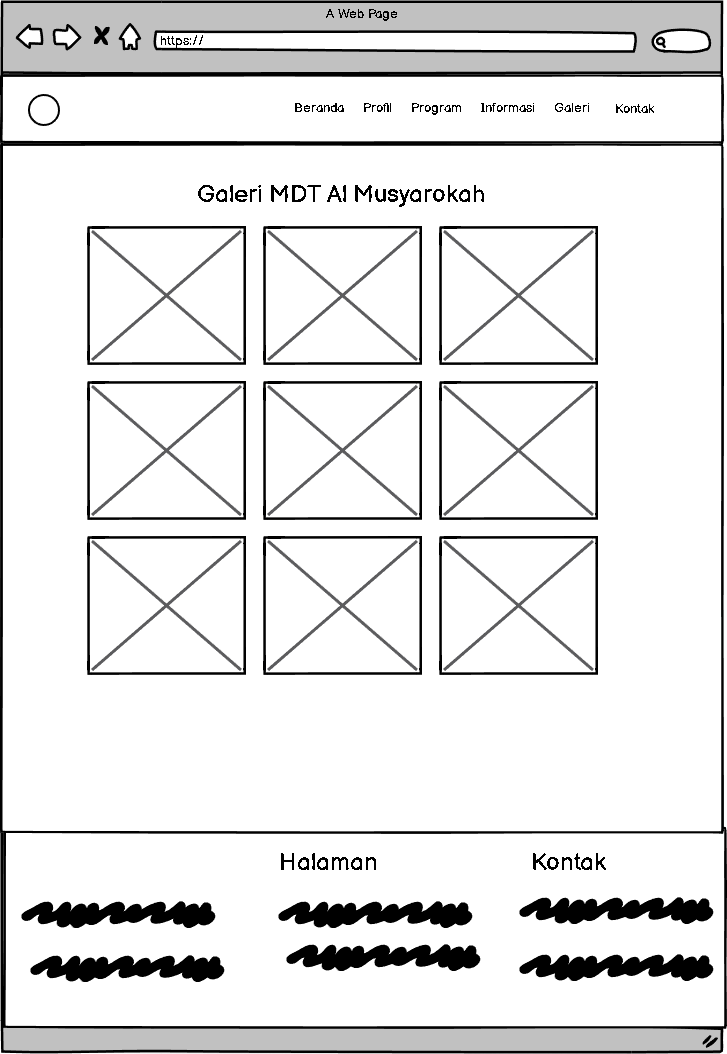 A Web Page
https://
Beranda Profil Program Informasi Galeri Kontak
Galeri MDT Al Musyarokah
Halaman Kontak